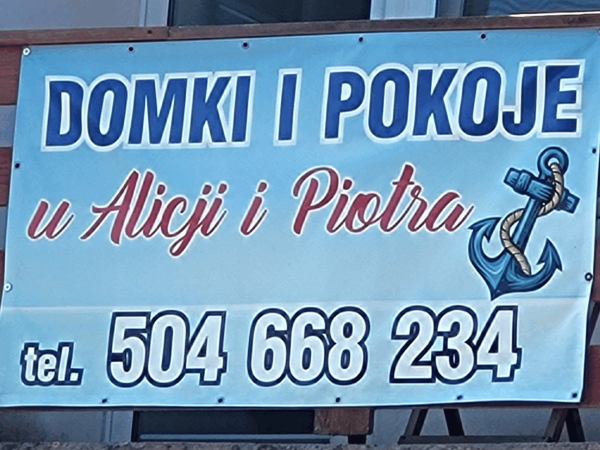 DOMKI I POKOJE
u Alicji i Piotra
tel. 504 668 234